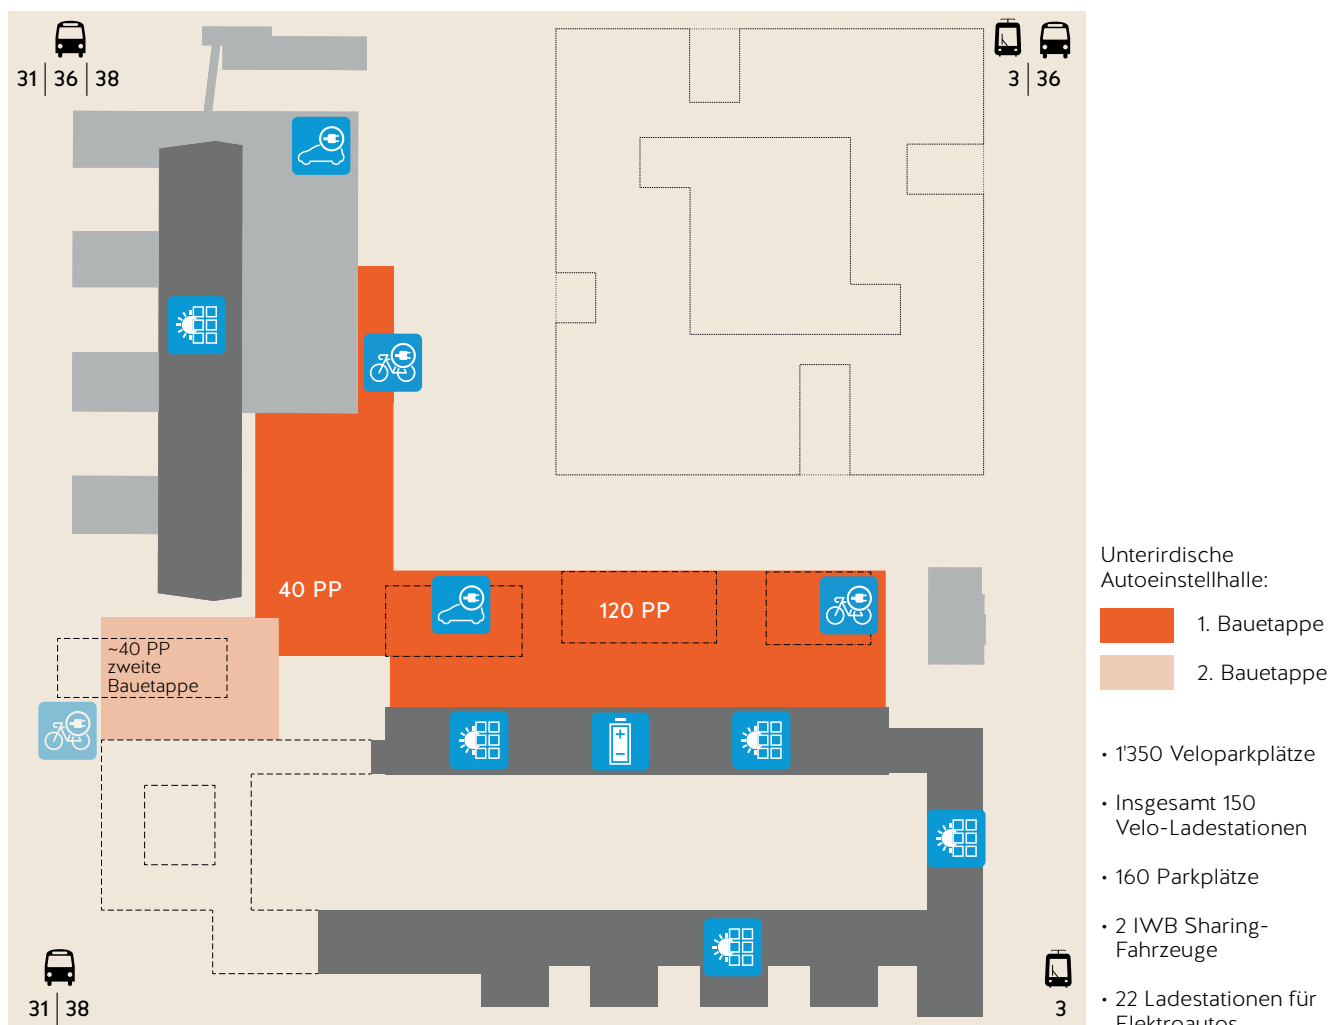 31 | 36 | 38
3 | 36
40 PP
120 PP
~40 PP
zweite
Bauetappe
31 | 38
3
Unterirdische
Autoeinstellhalle:
1. Bauetappe
2. Bauetappe
• 1'350 Veloparkplätze
• Insgesamt 150
Velo-Ladestationen
• 160 Parkplätze
• 2 IWB Sharing-
Fahrzeuge
• 22 Ladestationen für
Elektroautos